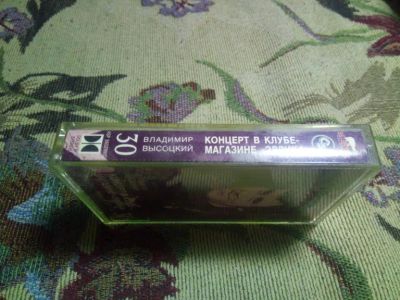 30
ВЛАДИМИР
ВЫСОЦКИЙ
КОНЦЕРТ В КЛУБЕ-
МАГАЗИНЕ